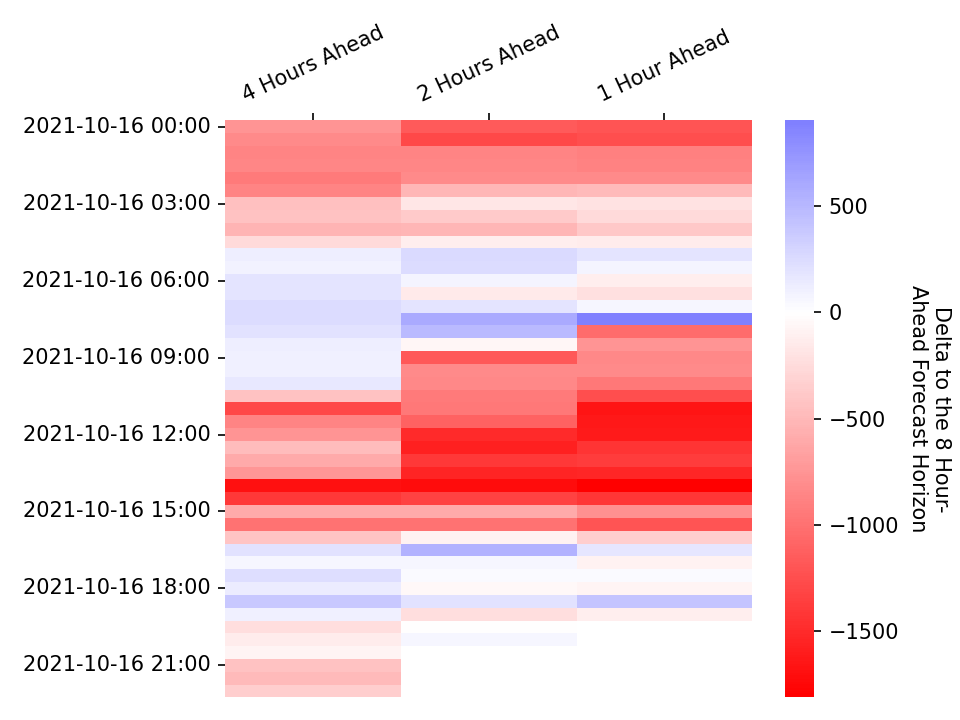 4 Hours Ahead
2 Hours Ahead
1 Hour Ahead
2021-10-16 00:00
2021-10-16 03:00
2021-10-16 06:00
2021-10-16 09:00
2021-10-16 12:00
2021-10-16 15:00
2021-10-16 18:00
2021-10-16 21:00
500
0
−500
−1000
−1500
Delta to the 8 Hour-
Ahead Forecast Horizon